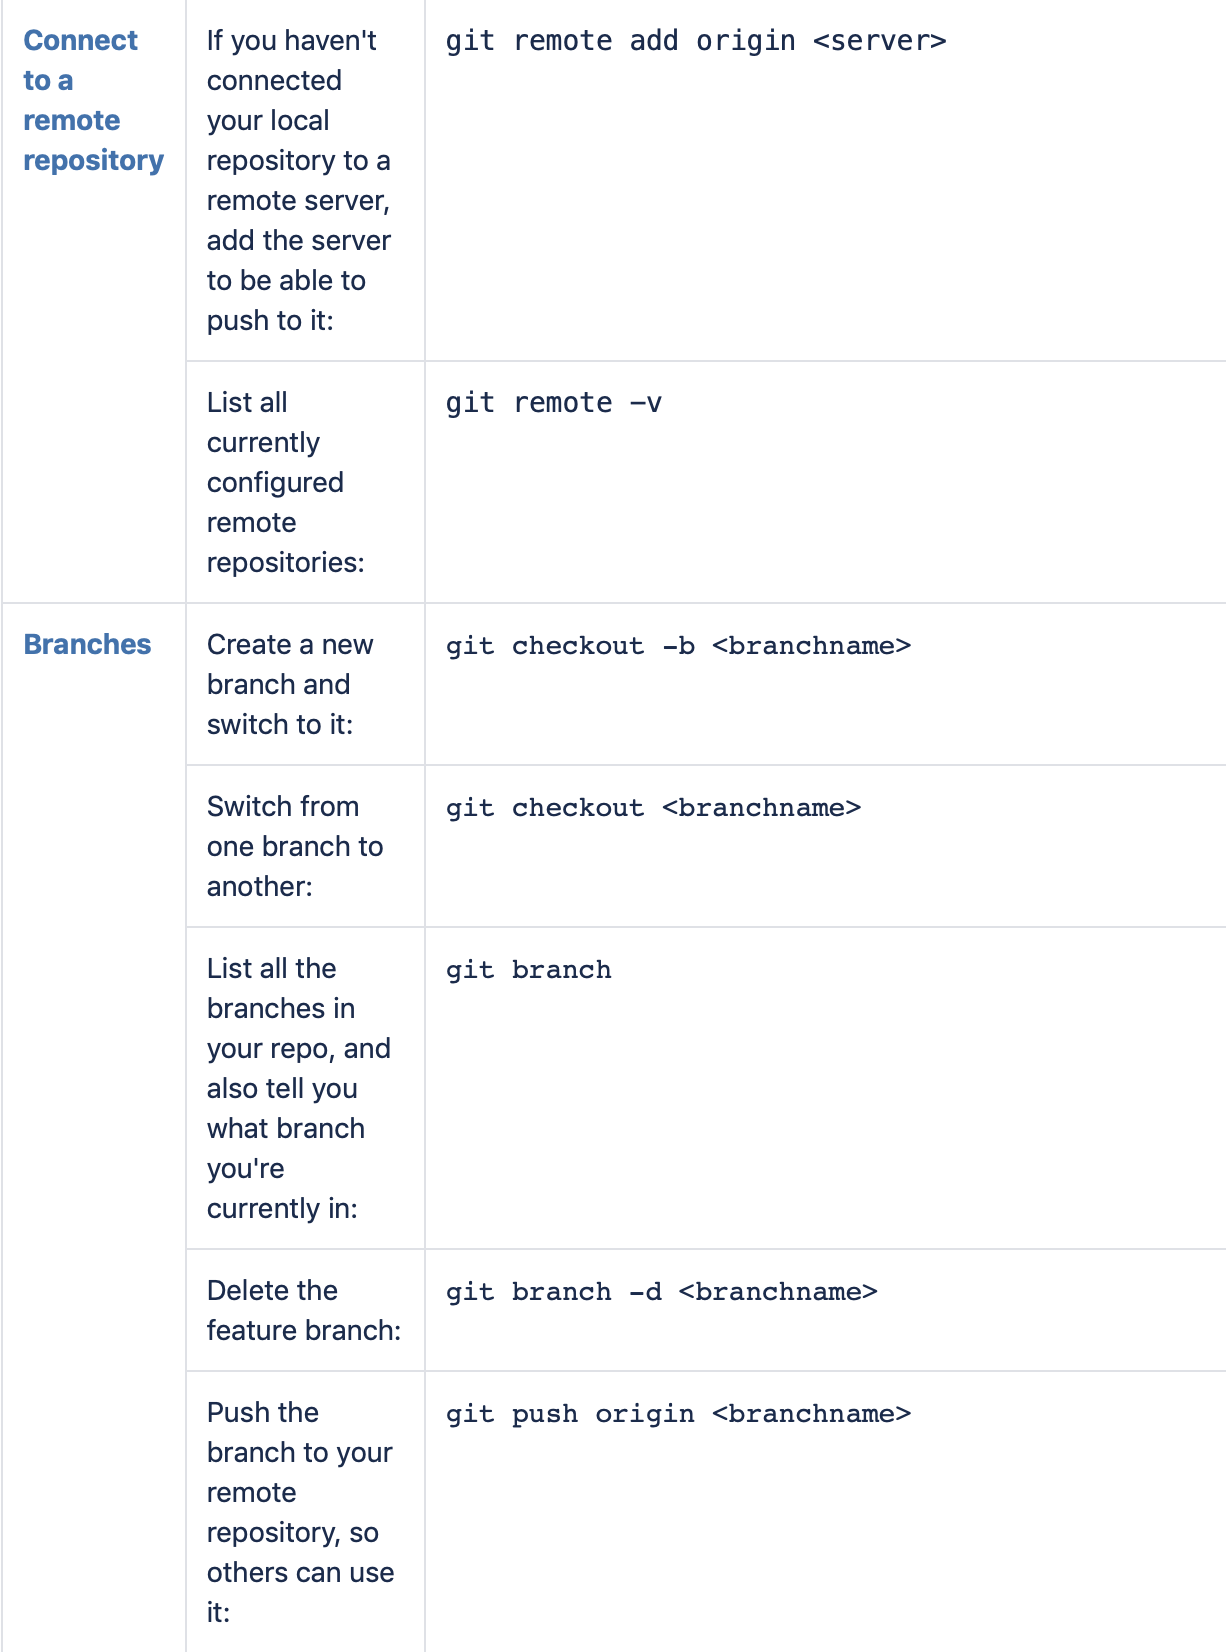 Connect
to a
remote
repository
If you haven't
connected
your local
repository to a
remote server,
add the server
to be able to
push to it:
git remote add origin <server>
List all
currently
configured
remote
repositories:
git remote -v
Branches
Create a new
branch and
switch to it:
git checkout -b <branchname>
Switch from
one branch to
another:
git checkout <branchname>
List all the
branches in
your repo, and
also tell you
what branch
you're
currently in:
git branch
Delete the
feature branch:
git branch -d <branchname>
Push the
branch to your
remote
repository, so
others can use
it:
git push origin <branchname>